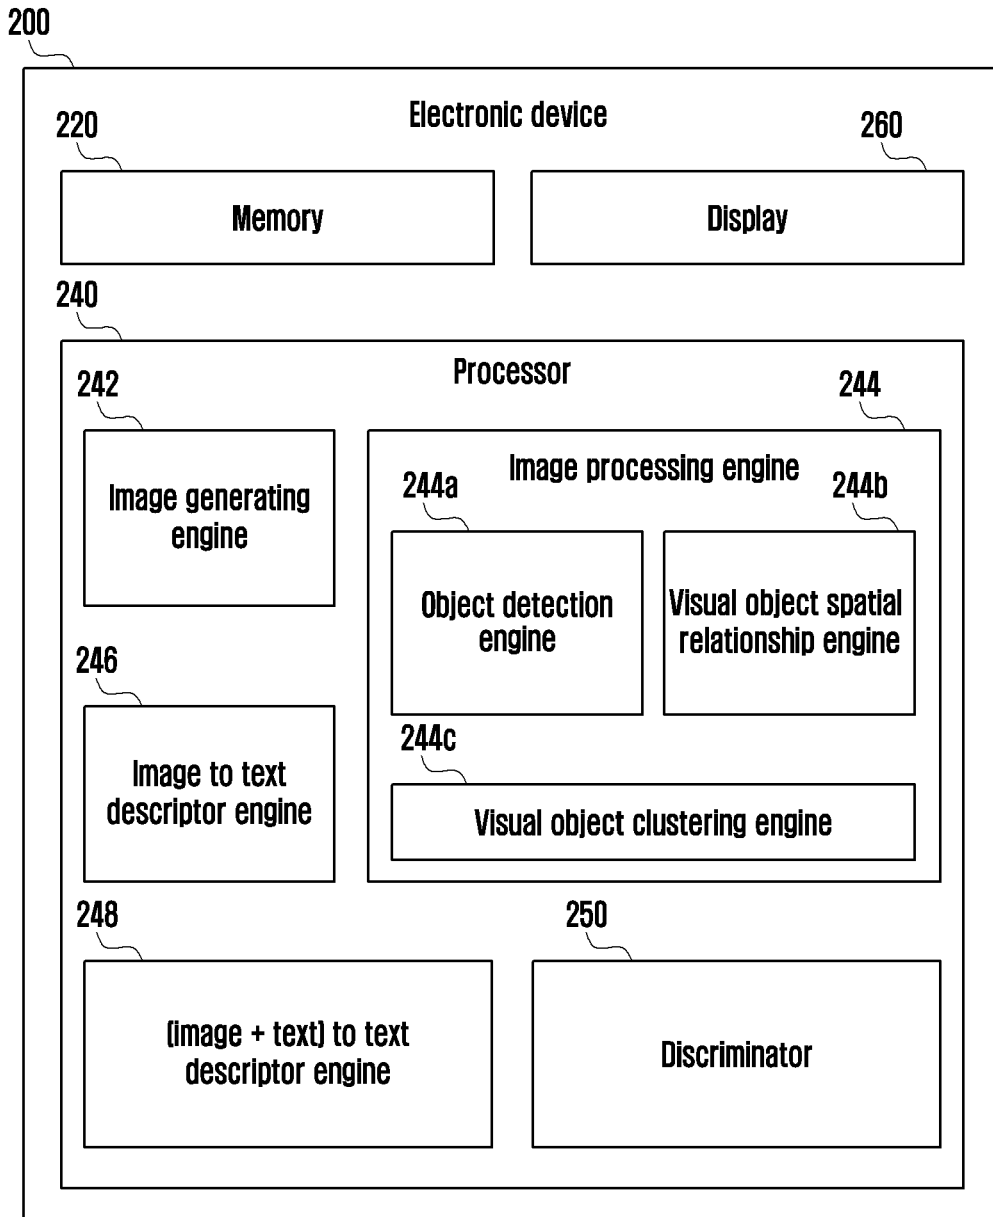 200
Electronic device
220
260
Memory
Display
240
Processor
242
244
Image generating
engine
Image processing engine
244a
244b
Object detection
engine
Visual object spatial
relationship engine
246
Image to text
descriptor engine
244c
Visual object clustering engine
248
250
(image + text) to text
descriptor engine
Discriminator